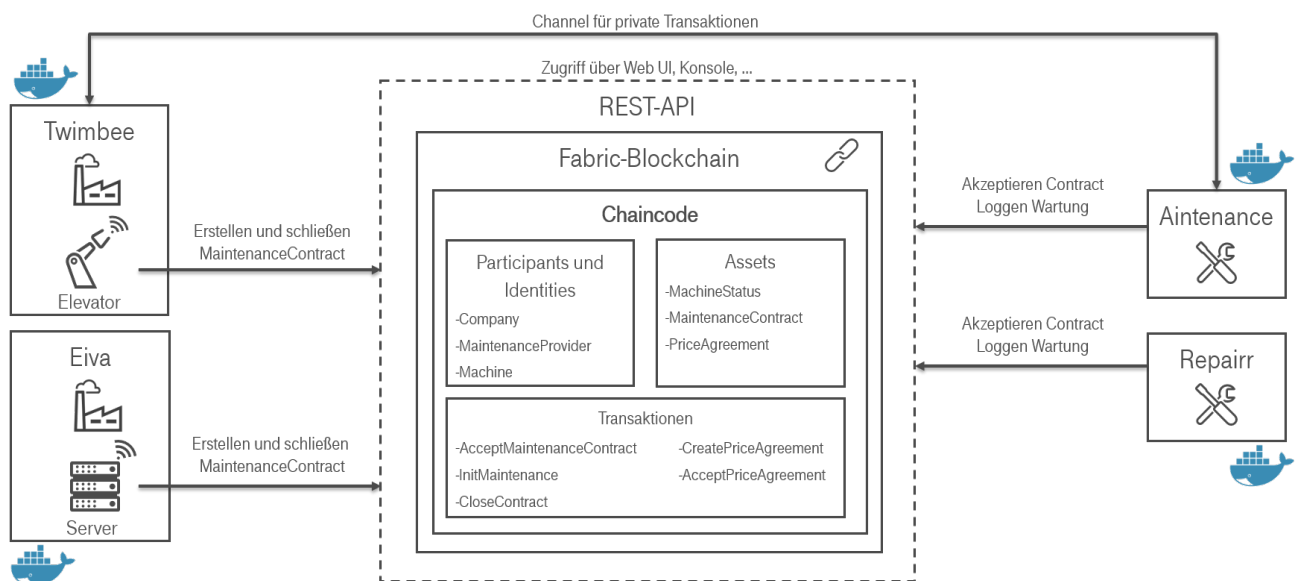 Channel für private Transaktionen
Zugriff über Web UI, Konsole, ...
REST-API
Fabric-Blockchain
Chaincode
Participants und
Identities
-Company
-MaintenanceProvider
-Machine
Assets
-MachineStatus
-MaintenanceContract
-PriceAgreement
Transaktionen
-AcceptMaintenanceContract
-InitMaintenance
-CloseContract
-CreatePriceAgreement
-AcceptPriceAgreement
Twimbee
Elevator
Erstellen und schließen
MaintenanceContract
Eiva
Server
Erstellen und schließen
MaintenanceContract
Akzeptieren Contract
Loggen Wartung
Aintenance
Akzeptieren Contract
Loggen Wartung
Repairr